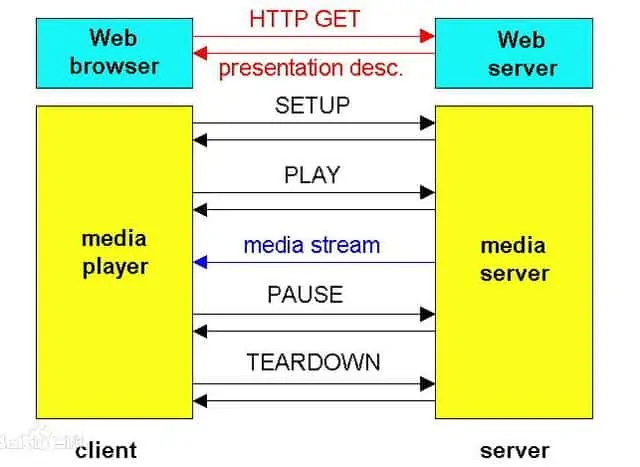 HTTP GET
Web
browser
Web
server
presentation desc.
SETUP
PLAY
media
player
media stream
media
server
PAUSE
TEARDOWN
client
server